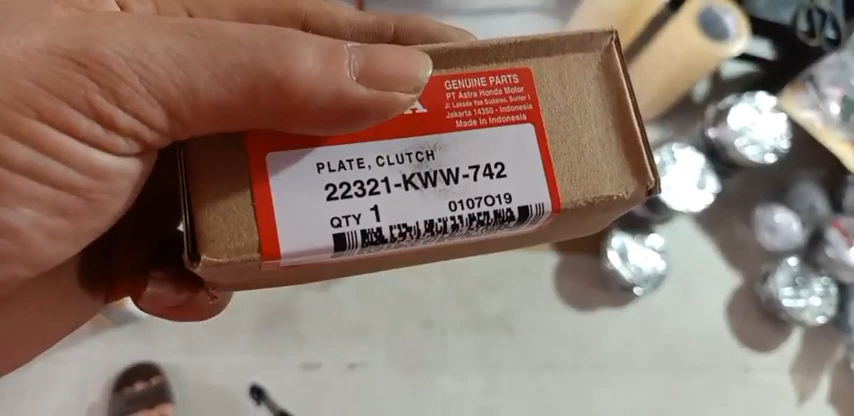 GENUINE PARTS
PT Astra Honda Motor
Jl. Laksda Yos Sudarso, Sunter I
Jakarta 14350 - Indonesia
Made in Indonesia
PLATE, CLUTCH
22321-KWW-742
QTY 1
0107O19